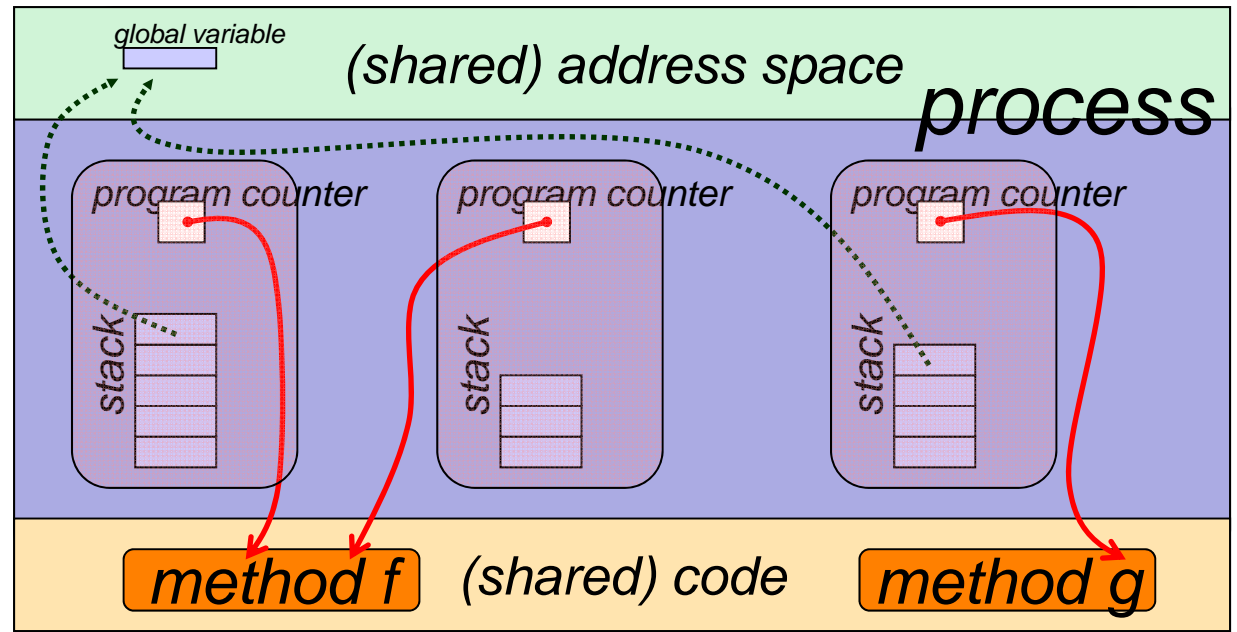 global variable
(shared) address space
process
program counter
program counter
program counter
stack
stack
stack
method f
(shared) code
method g